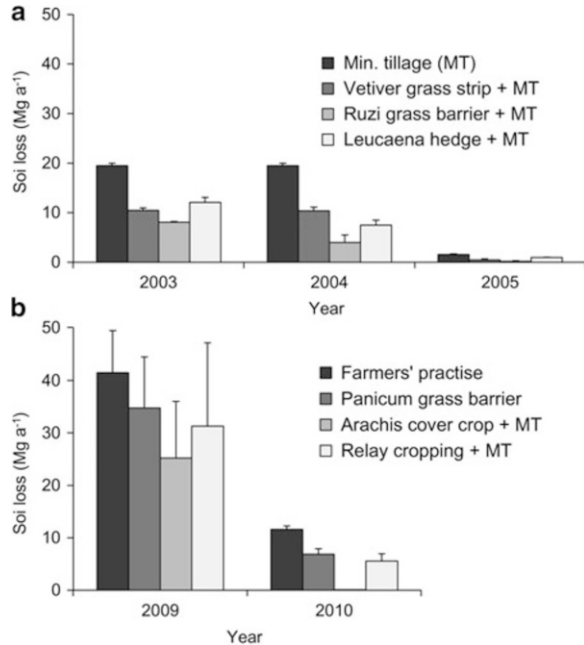 a
50
40
30
20
10
0
Soi loss (Mg a⁻¹)
Min. tillage (MT)
Vetiver grass strip + MT
Ruzi grass barrier + MT
Leucaena hedge + MT
2003
2004
2005
Year
b
50
40
30
20
10
0
Soi loss (Mg a⁻¹)
Farmers' practise
Panicum grass barrier
Arachis cover crop + MT
Relay cropping + MT
2009
2010
Year